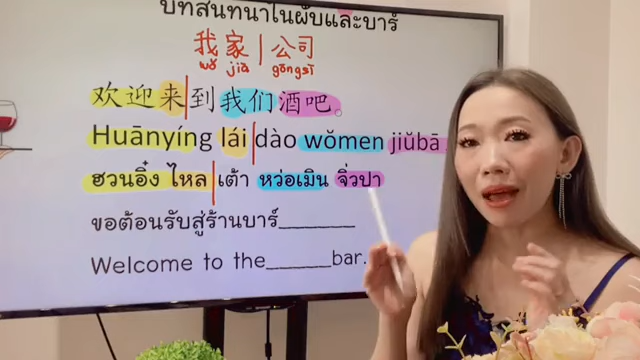 บทสนทนาในผับและบาร์
我家 | 公司
wǒ jiā gōngsī
欢迎来到我们酒吧。
Huānyíng lái dào wǒmen jiǔbā
ฮวนอิ๋ง ไหล เต้า หว่อเมิน จิ่วปา
ขอต้อนรับสู่ร้านบาร์________
Welcome to the______bar.